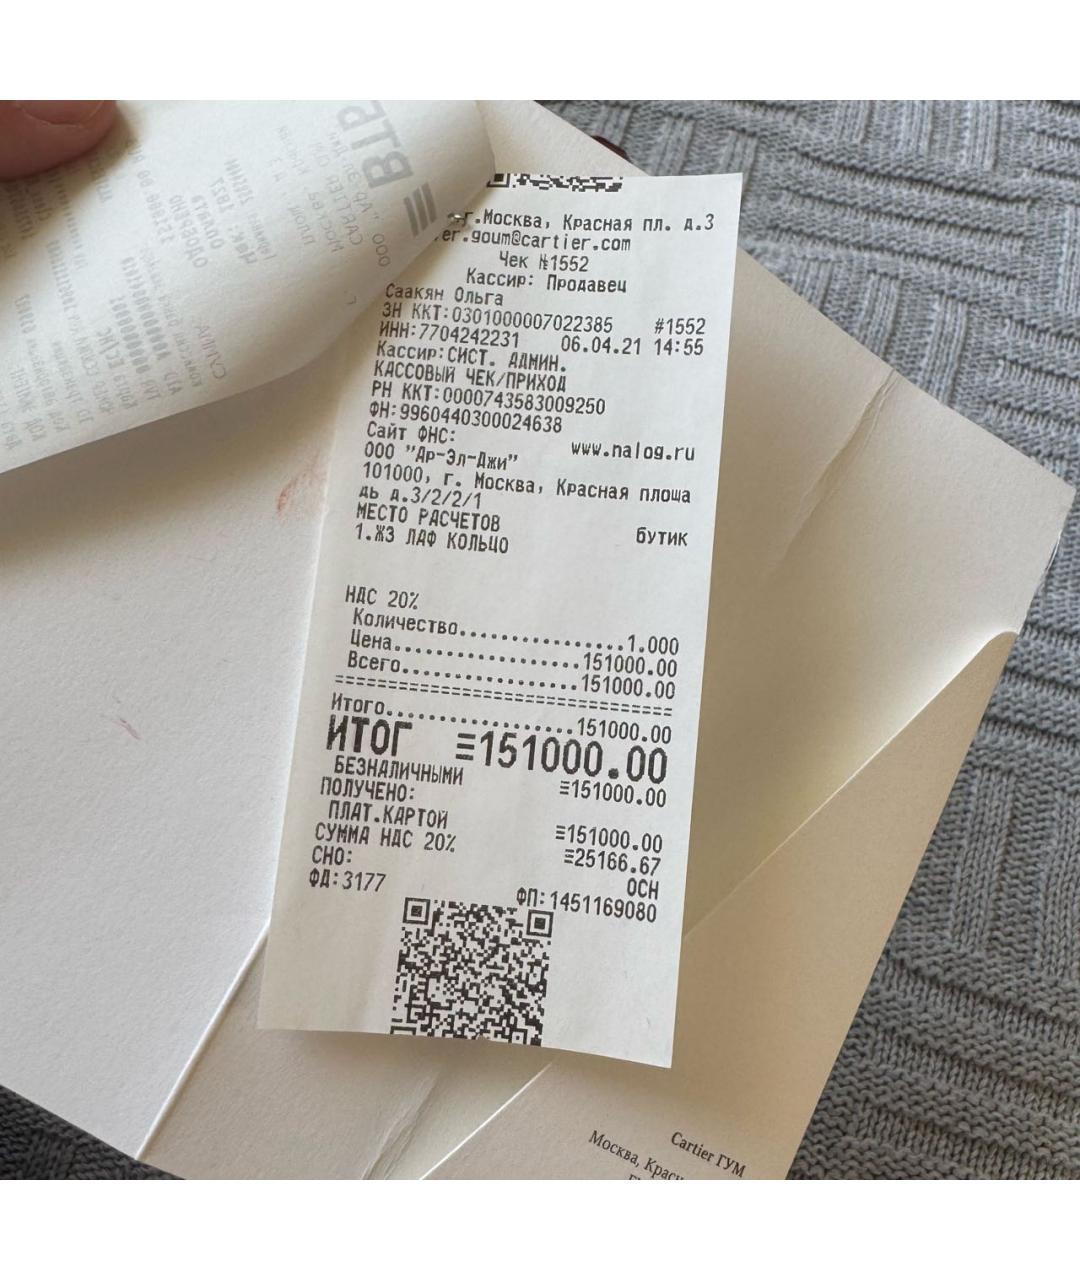 г.Москва, Красная пл. д.3
er.goum@cartier.com
Чек №1552
Кассир: Продавец
Саакян Ольга
ЗН ККТ:0301000007022385 #1552
ИНН:7704242231 06.04.21 14:55
Кассир:СИСТ. АДМИН.
КАССОВЫЙ ЧЕК/ПРИХОД
РН ККТ:0000743583009250
ФН:9960440300024638
Сайт ФНС: www.nalog.ru
ООО "Ар-Эл-Джи"
101000, г. Москва, Красная площа
дь д.3/2/2/1
МЕСТО РАСЧЕТОВ бутик
1.ЖЗ ЛАФ КОЛЬЦО
НДС 20%
Количество................1.000
Цена..................151000.00
Всего.................151000.00
================================
Итого.................151000.00
ИТОГ ≡151000.00
БЕЗНАЛИЧНЫМИ ≡151000.00
ПОЛУЧЕНО:
ПЛАТ.КАРТОЙ ≡151000.00
СУММА НДС 20% ≡25166.67
СНО: ОСН
ФД:3177 ФП:1451169080
ВТБ
Cartier ГУМ
Москва,